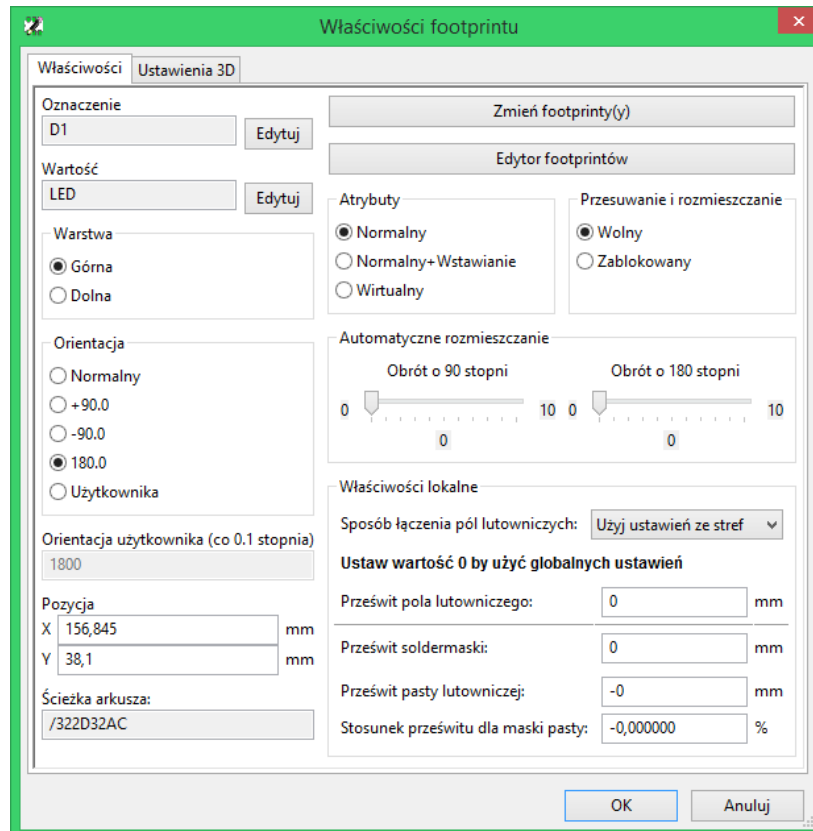 Właściwości footprintu
Właściwości
Ustawienia 3D
Oznaczenie
D1
Edytuj
Wartość
LED
Edytuj
Warstwa
Górna
Dolna
Orientacja
Normalny
+90.0
-90.0
180.0
Użytkownika
Orientacja użytkownika (co 0.1 stopnia)
1800
Pozycja
X 156,845 mm
Y 38,1 mm
Ścieżka arkusza:
/322D32AC
Zmień footprinty(y)
Edytor footprintów
Atrybuty
Normalny
Normalny+Wstawianie
Wirtualny
Przesuwanie i rozmieszczanie
Wolny
Zablokowany
Automatyczne rozmieszczanie
Obrót o 90 stopni
0 10
0
Obrót o 180 stopni
0 10
0
Właściwości lokalne
Sposób łączenia pól lutowniczych: Użyj ustawień ze stref
Ustaw wartość 0 by użyć globalnych ustawień
Prześwit pola lutowniczego: 0 mm
Prześwit soldermaski: 0 mm
Prześwit pasty lutowniczej: -0 mm
Stosunek prześwitu dla maski pasty: -0,000000 %
OK
Anuluj